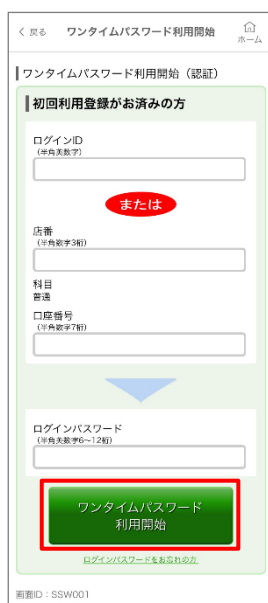 < 戻る ワンタイムパスワード利用開始 ホーム
ワンタイムパスワード利用開始（認証）
初回利用登録がお済みの方
ログインID
（半角英数字）
または
店番
（半角数字3桁）
科目
普通
口座番号
（半角数字7桁）
ログインパスワード
（半角英数字6～12桁）
ワンタイムパスワード
利用開始
ログインパスワードをお忘れの方
画面ID：SSW001